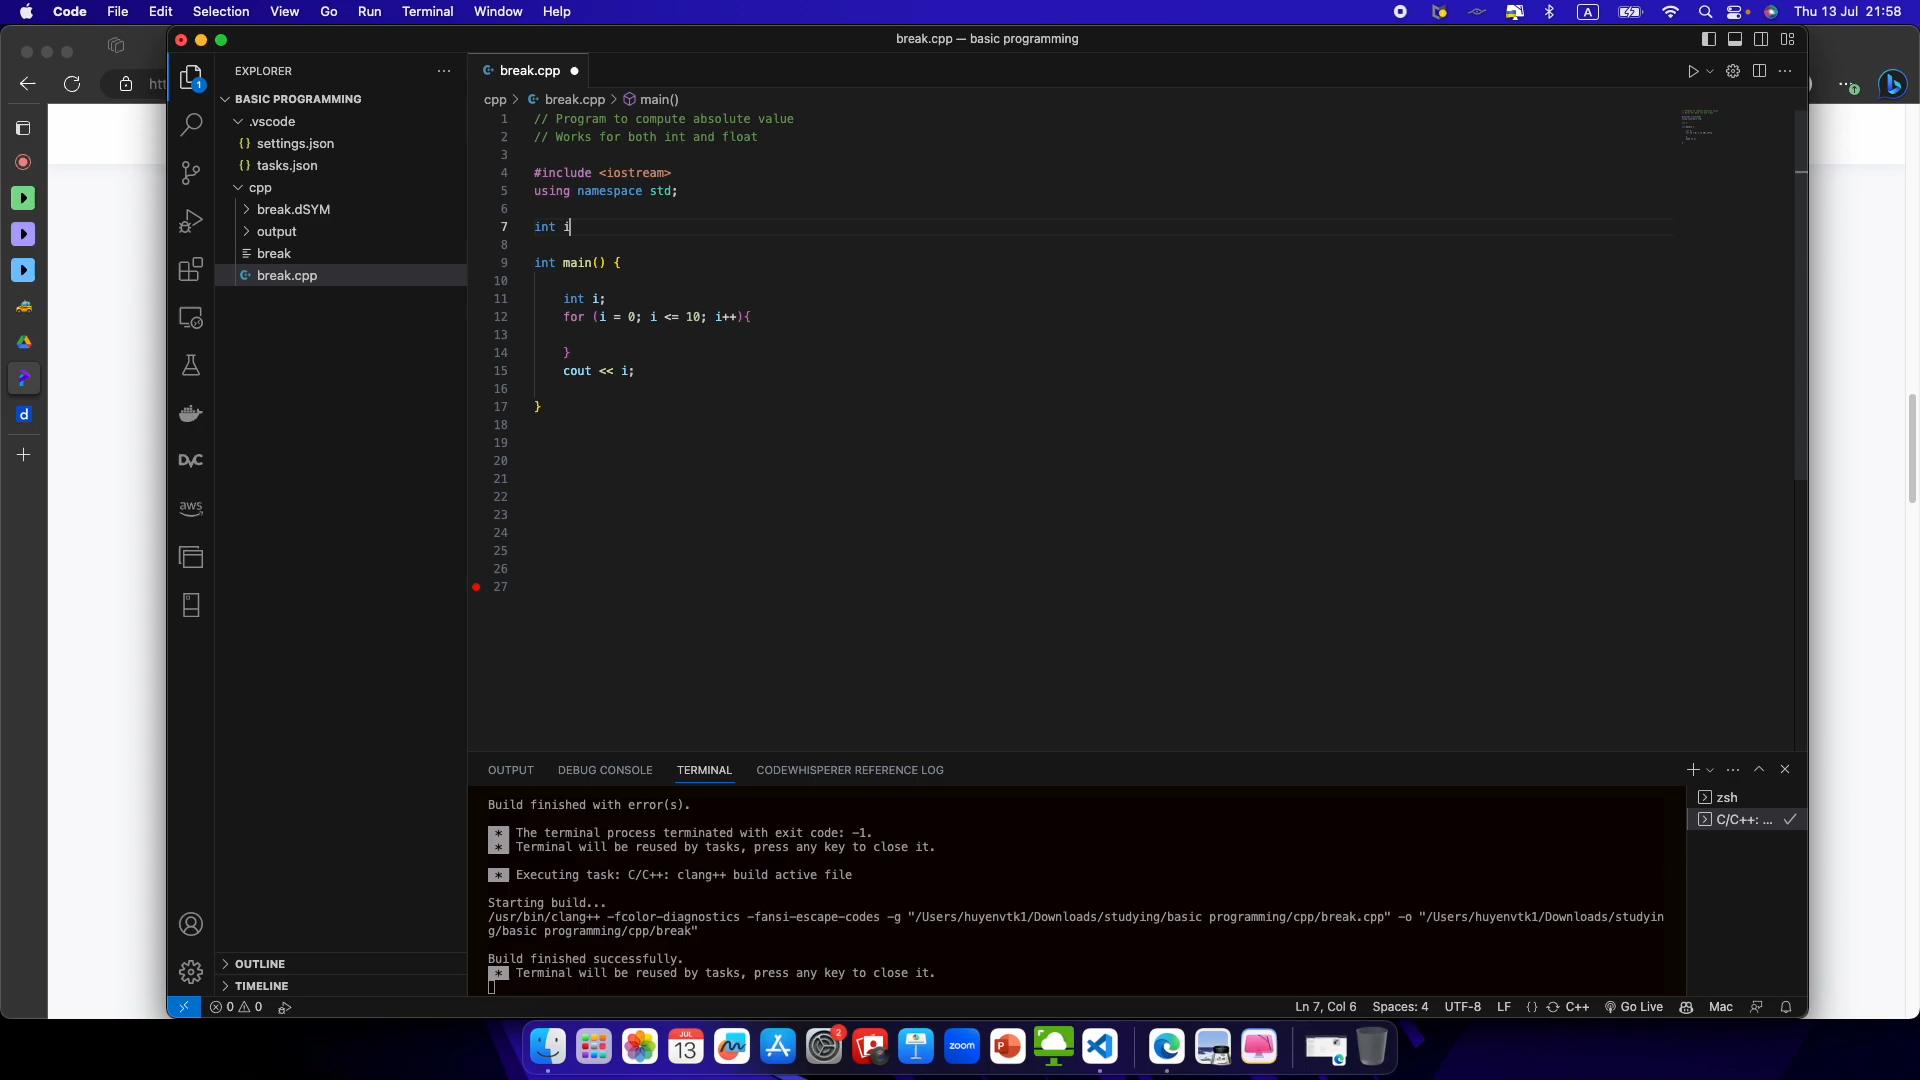 Code File Edit Selection View Go Run Terminal Window Help
A
Thu 13 Jul 21:58
break.cpp — basic programming
EXPLORER
BASIC PROGRAMMING
.vscode
{} settings.json
{} tasks.json
cpp
break.dSYM
output
break
break.cpp
OUTLINE
TIMELINE
1
DVC
aws
d
break.cpp
cpp > break.cpp > main()
1 // Program to compute absolute value
2 // Works for both int and float
3
4 #include <iostream>
5 using namespace std;
6
7 int i
8
9 int main() {
10
11 int i;
12 for (i = 0; i <= 10; i++){
13
14 }
15 cout << i;
16
17 }
18
19
20
21
22
23
24
25
26
27
OUTPUT DEBUG CONSOLE TERMINAL CODEWHISPERER REFERENCE LOG
Build finished with error(s).
* The terminal process terminated with exit code: -1.
* Terminal will be reused by tasks, press any key to close it.
* Executing task: C/C++: clang++ build active file
Starting build...
/usr/bin/clang++ -fcolor-diagnostics -fansi-escape-codes -g "/Users/huyenvtk1/Downloads/studying/basic programming/cpp/break.cpp" -o "/Users/huyenvtk1/Downloads/studyin
g/basic programming/cpp/break"
Build finished successfully.
* Terminal will be reused by tasks, press any key to close it.
zsh
C/C++: ...
0 0
Ln 7, Col 6 Spaces: 4 UTF-8 LF {} C++ Go Live Mac
JUL
13
2
zoom
P